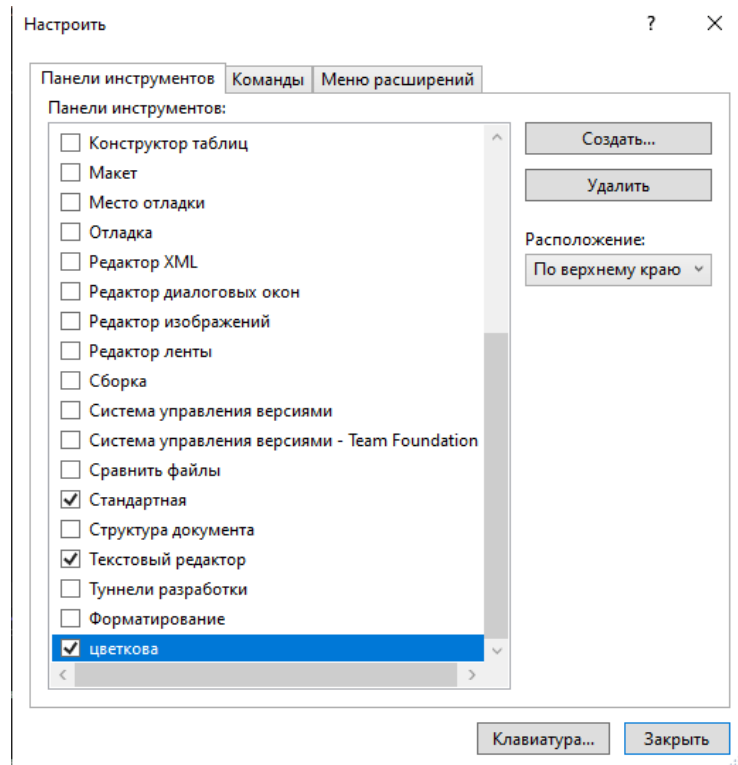 Настроить ? ✕
Панели инструментов Команды Меню расширений
Панели инструментов:
Конструктор таблиц
Макет
Место отладки
Отладка
Редактор XML
Редактор диалоговых окон
Редактор изображений
Редактор ленты
Сборка
Система управления версиями
Система управления версиями - Team Foundation
Сравнить файлы
Стандартная
Структура документа
Текстовый редактор
Туннели разработки
Форматирование
цветкова
Создать...
Удалить
Расположение:
По верхнему краю
Клавиатура... Закрыть